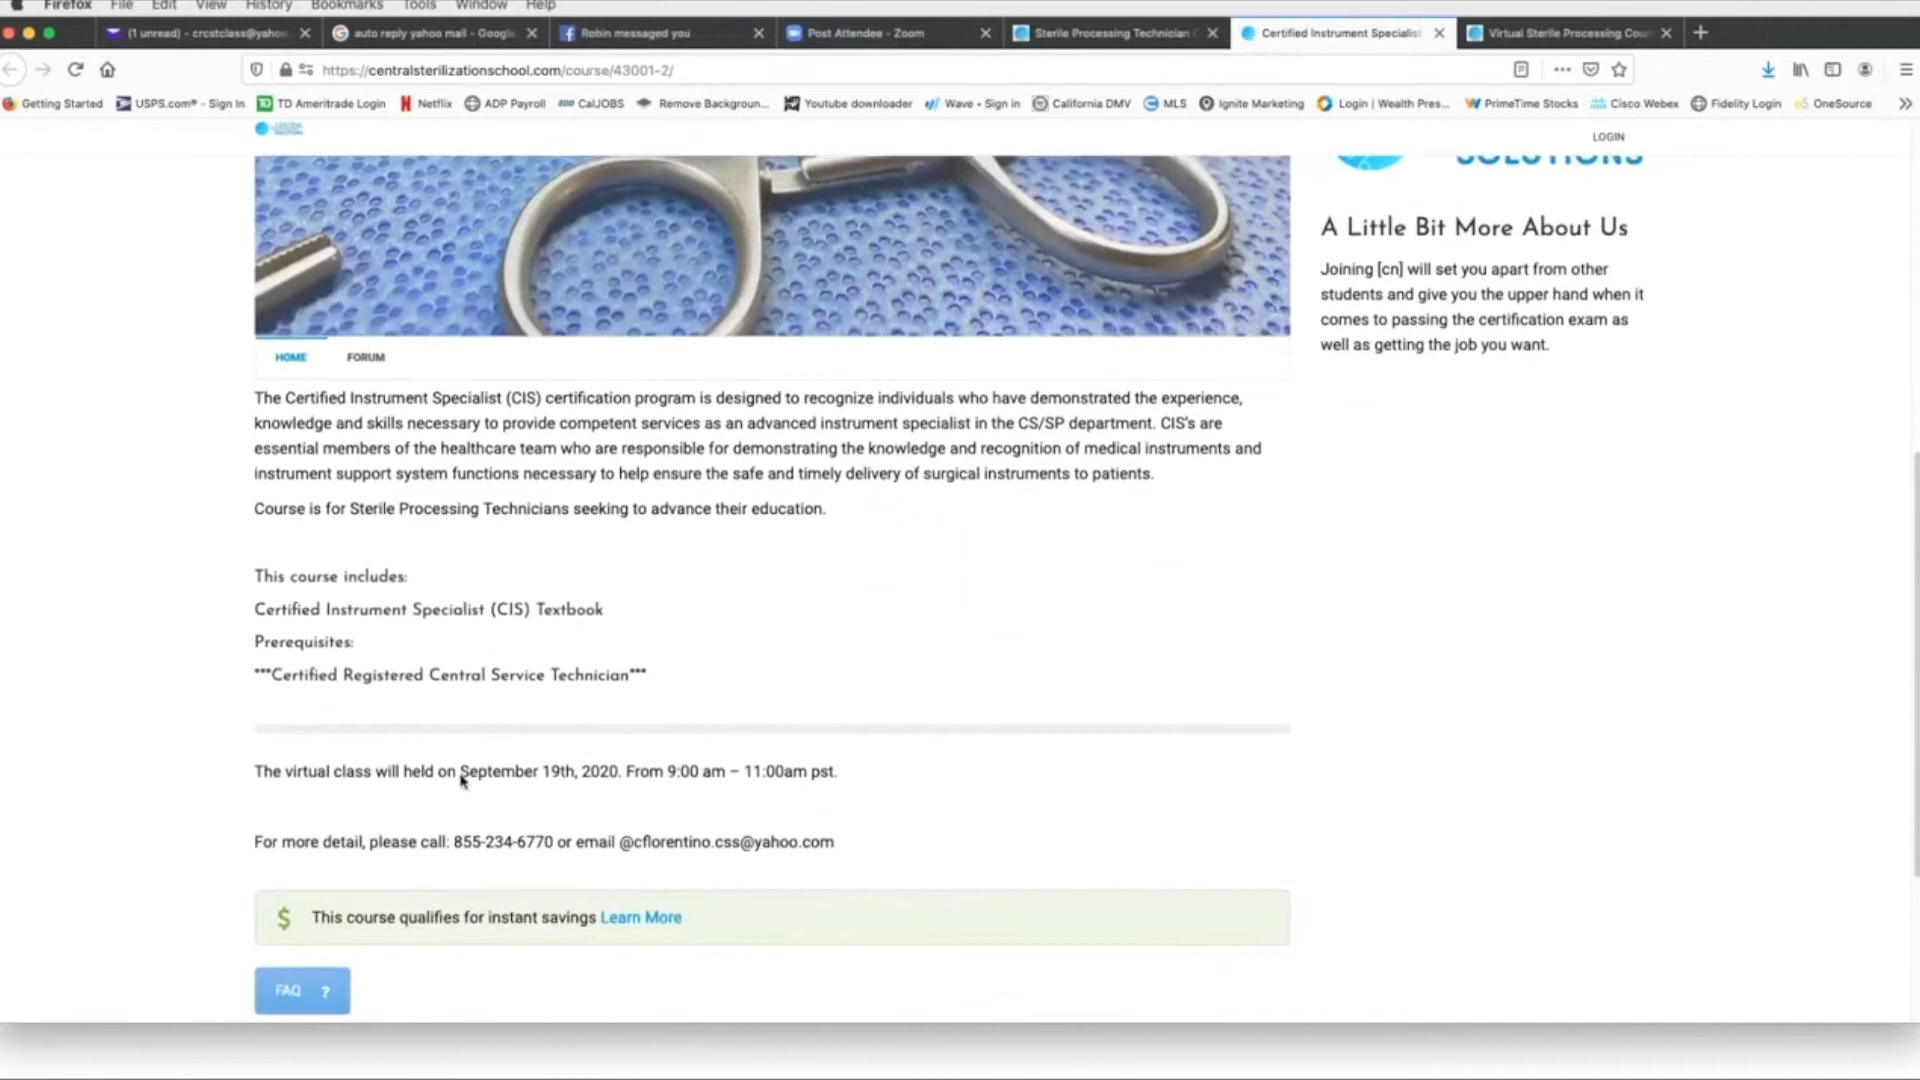 Firefox File Edit View History Bookmarks Tools Window Help
(1 unread) - crcstclass@yahoo
auto reply yahoo mail - Google
Robin messaged you
Post Attendee - Zoom
Sterile Processing Technician C
Certified Instrument Specialist
Virtual Sterile Processing Cour
https://centralsterilizationschool.com/course/43001-2/
Getting Started USPS.com® - Sign In TD Ameritrade Login Netflix ADP Payroll CalJOBS Remove Backgroun... Youtube downloader Wave • Sign in California DMV MLS Ignite Marketing Login | Wealth Pres... PrimeTime Stocks Cisco Webex Fidelity Login OneSource
CENTRAL
SOLUTIONS
LOGIN
SOLUTIONS
A Little Bit More About Us
Joining [cn] will set you apart from other
students and give you the upper hand when it
comes to passing the certification exam as
well as getting the job you want.
HOME FORUM
The Certified Instrument Specialist (CIS) certification program is designed to recognize individuals who have demonstrated the experience,
knowledge and skills necessary to provide competent services as an advanced instrument specialist in the CS/SP department. CIS's are
essential members of the healthcare team who are responsible for demonstrating the knowledge and recognition of medical instruments and
instrument support system functions necessary to help ensure the safe and timely delivery of surgical instruments to patients.
Course is for Sterile Processing Technicians seeking to advance their education.
This course includes:
Certified Instrument Specialist (CIS) Textbook
Prerequisites:
***Certified Registered Central Service Technician***
The virtual class will held on September 19th, 2020. From 9:00 am – 11:00am pst.
For more detail, please call: 855-234-6770 or email @cflorentino.css@yahoo.com
$ This course qualifies for instant savings Learn More
FAQ ?